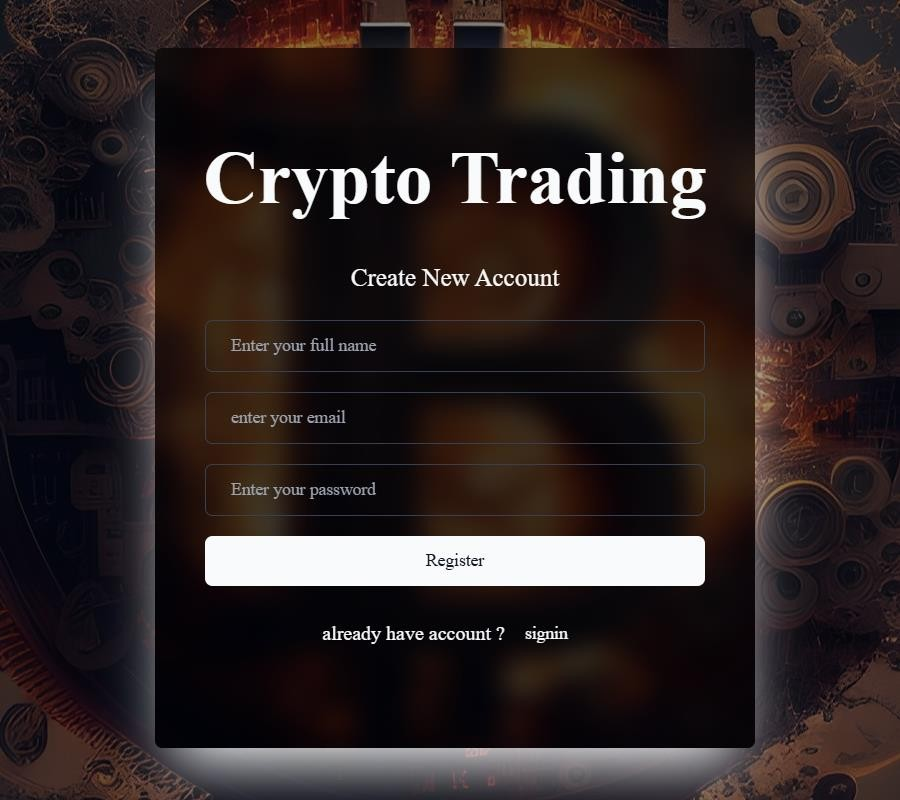 Crypto Trading
Create New Account
Enter your full name
enter your email
Enter your password
Register
already have account ? signin